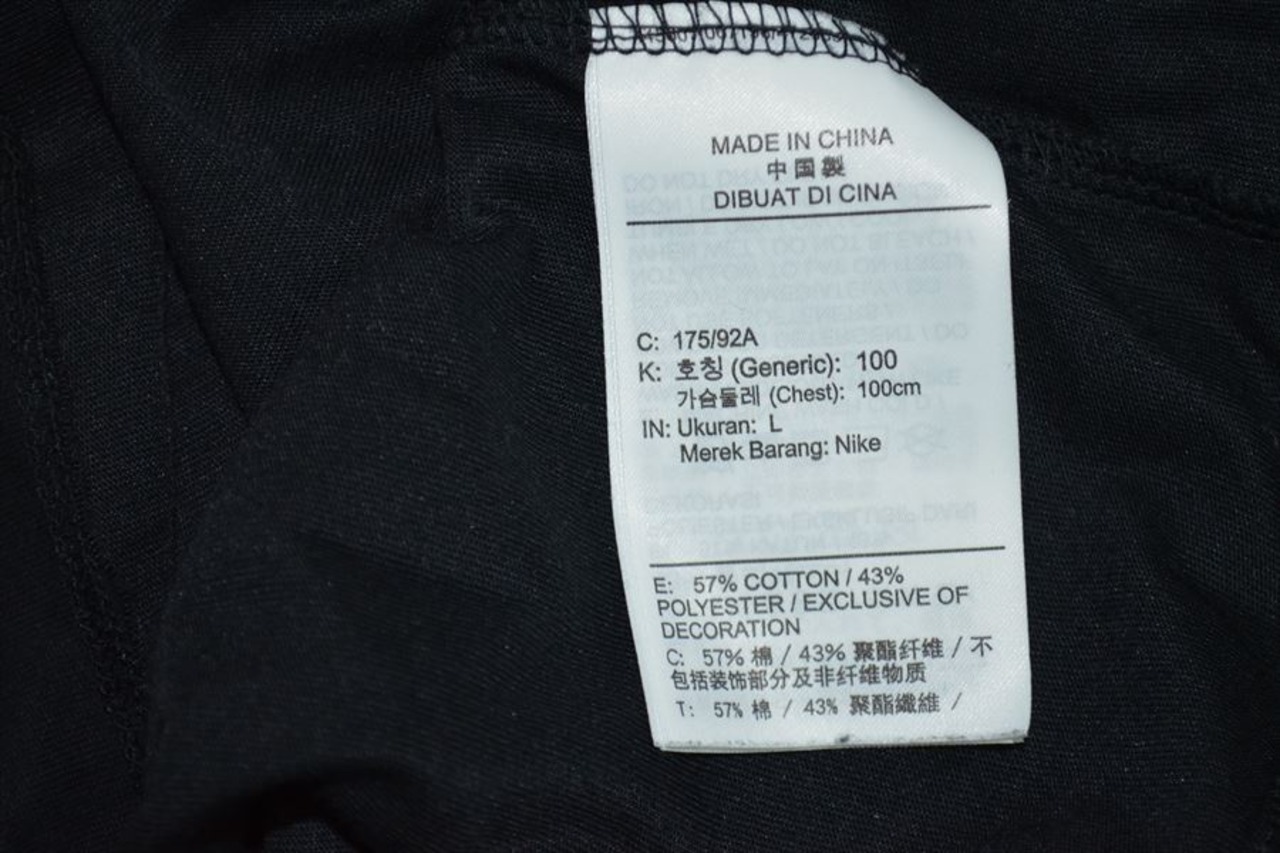 MADE IN CHINA
中国製
DIBUAT DI CINA
C: 175/92A
K: 호칭 (Generic): 100
가슴둘레 (Chest): 100cm
IN: Ukuran: L
Merek Barang: Nike
E: 57% COTTON / 43%
POLYESTER / EXCLUSIVE OF
DECORATION
C: 57% 棉 / 43% 聚酯纤维 / 不
包括装饰部分及非纤维物质
T: 57% 棉 / 43% 聚酯纖維 /